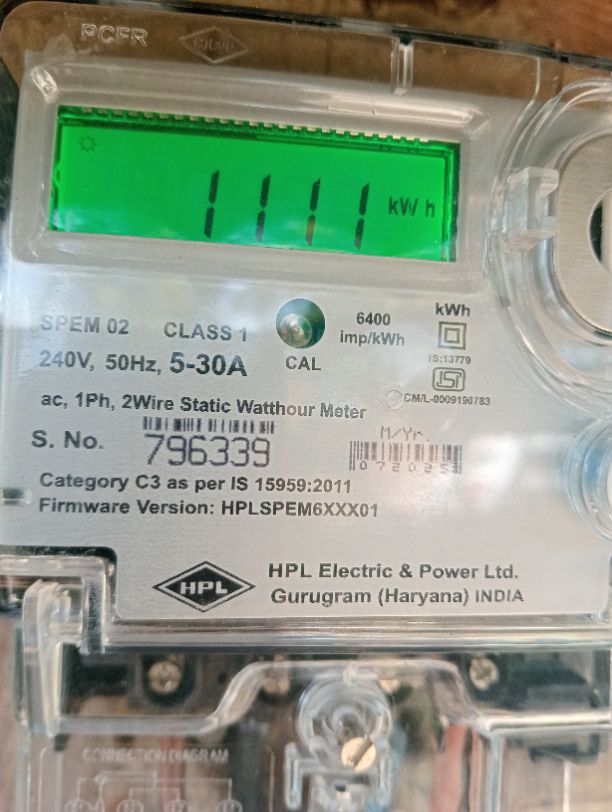 1111 kWh
SPEM 02 CLASS 1
6400 imp/kWh
kWh
IS:13779
240V, 50Hz, 5-30A
CAL
CM/L-0009190783
ac, 1Ph, 2Wire Static Watthour Meter
S. No. 796339
M/Yr.
Category C3 as per IS 15959:2011
Firmware Version: HPLSPEM6XXX01
HPL
HPL Electric & Power Ltd.
Gurugram (Haryana) INDIA
CONNECTION DIAGRAM